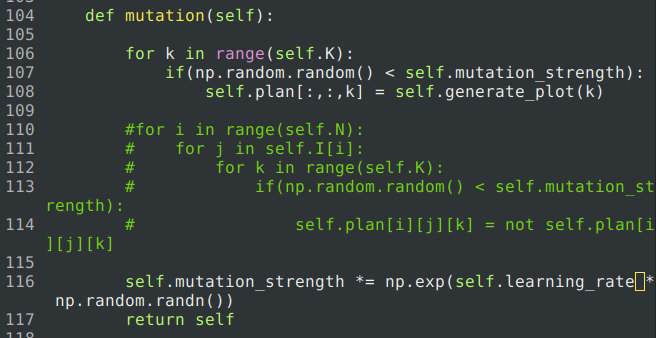 104     def mutation(self):
105
106         for k in range(self.K):
107             if(np.random.random() < self.mutation_strength):
108                 self.plan[:,:,k] = self.generate_plot(k)
109
110         #for i in range(self.N):
111         #    for j in self.I[i]:
112         #        for k in range(self.K):
113         #            if(np.random.random() < self.mutation_st
rength):
114         #                self.plan[i][j][k] = not self.plan[i
][j][k]
115
116         self.mutation_strength *= np.exp(self.learning_rate *
 np.random.randn())
117         return self